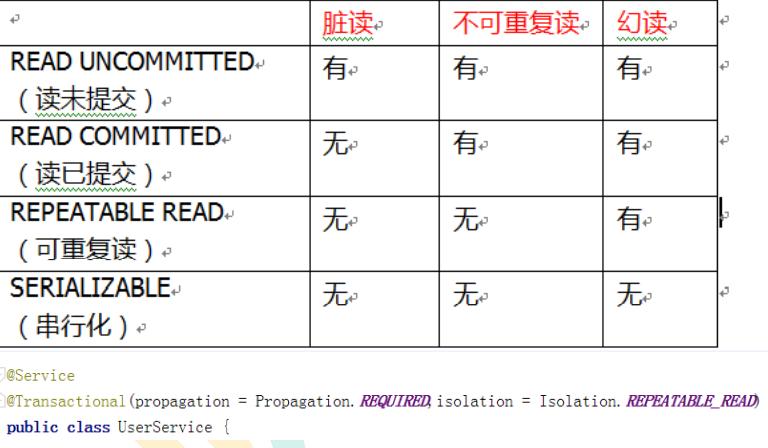 脏读 不可重复读 幻读
READ UNCOMMITTED
（读未提交） 有 有 有
READ COMMITTED
（读已提交） 无 有 有
REPEATABLE READ
（可重复读） 无 无 有
SERIALIZABLE
（串行化） 无 无 无
@Service
@Transactional(propagation = Propagation.REQUIRED,isolation = Isolation.REPEATABLE_READ)
public class UserService {